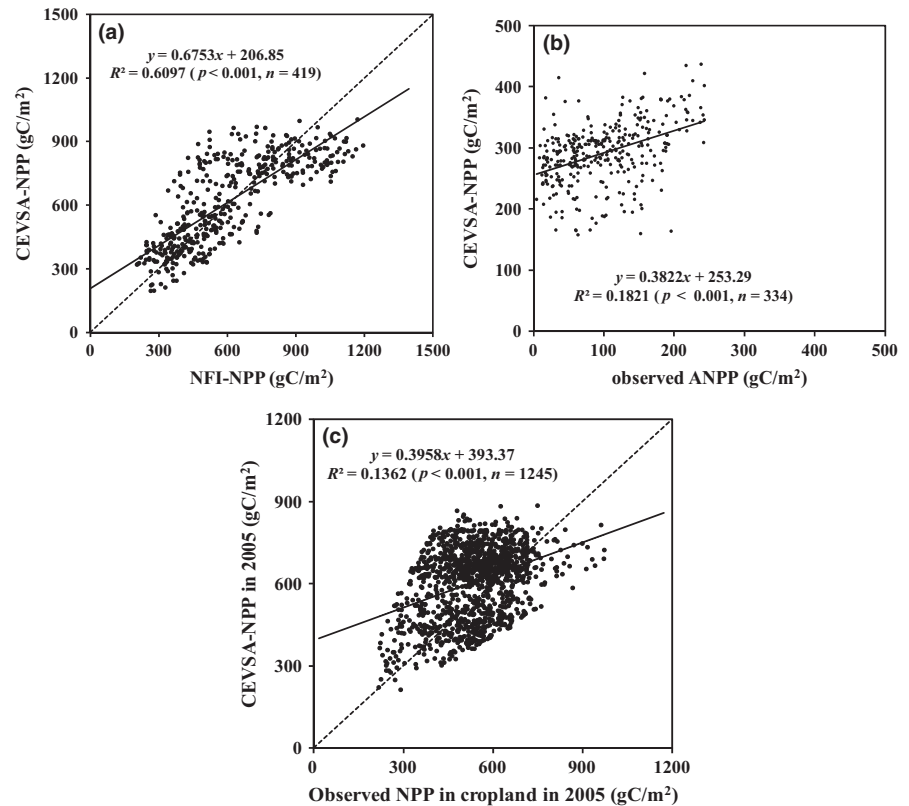 (a)
y = 0.6753x + 206.85
R² = 0.6097 ( p < 0.001, n = 419)
CEVSA-NPP (gC/m²)
1500
1200
900
600
300
0
0 300 600 900 1200 1500
NFI-NPP (gC/m²)
(b)
CEVSA-NPP (gC/m²)
500
400
300
200
100
0
y = 0.3822x + 253.29
R² = 0.1821 ( p < 0.001, n = 334)
0 100 200 300 400 500
observed ANPP (gC/m²)
(c)
y = 0.3958x + 393.37
R² = 0.1362 ( p < 0.001, n = 1245)
CEVSA-NPP in 2005 (gC/m²)
1200
900
600
300
0
0 300 600 900 1200
Observed NPP in cropland in 2005 (gC/m²)